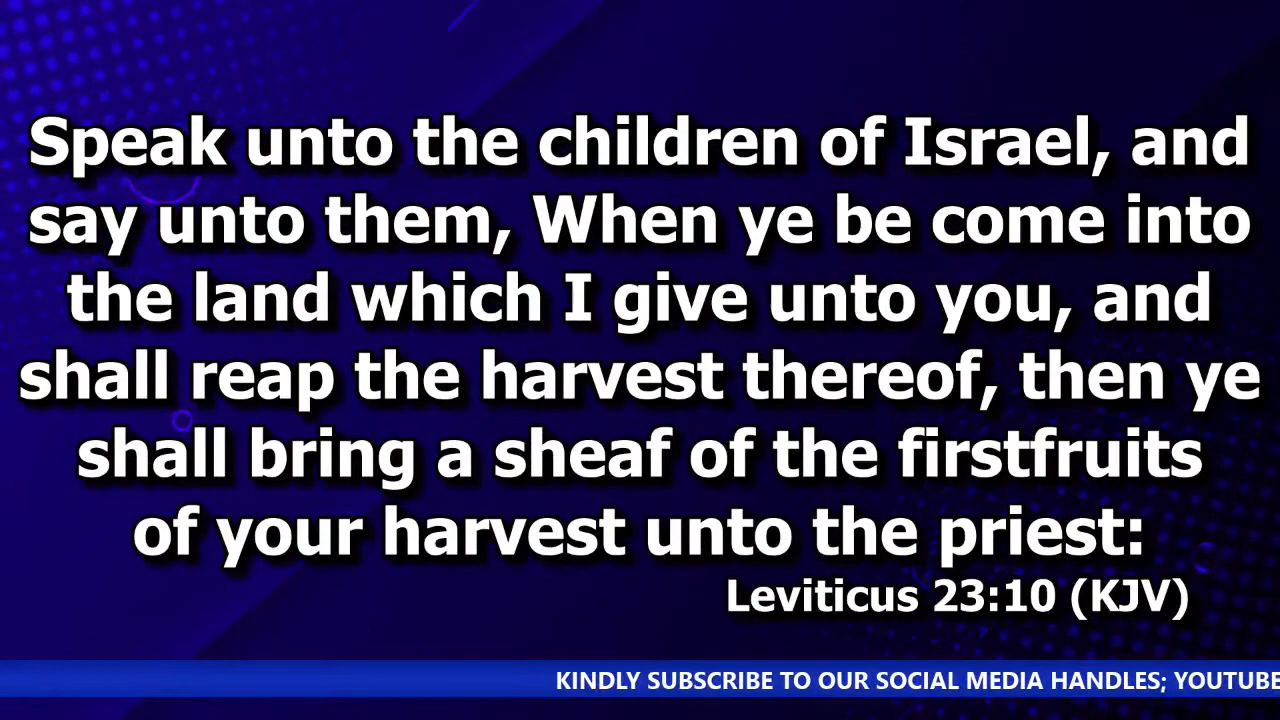 Speak unto the children of Israel, and
say unto them, When ye be come into
the land which I give unto you, and
shall reap the harvest thereof, then ye
shall bring a sheaf of the firstfruits
of your harvest unto the priest:
Leviticus 23:10 (KJV)
KINDLY SUBSCRIBE TO OUR SOCIAL MEDIA HANDLES; YOUTUBE